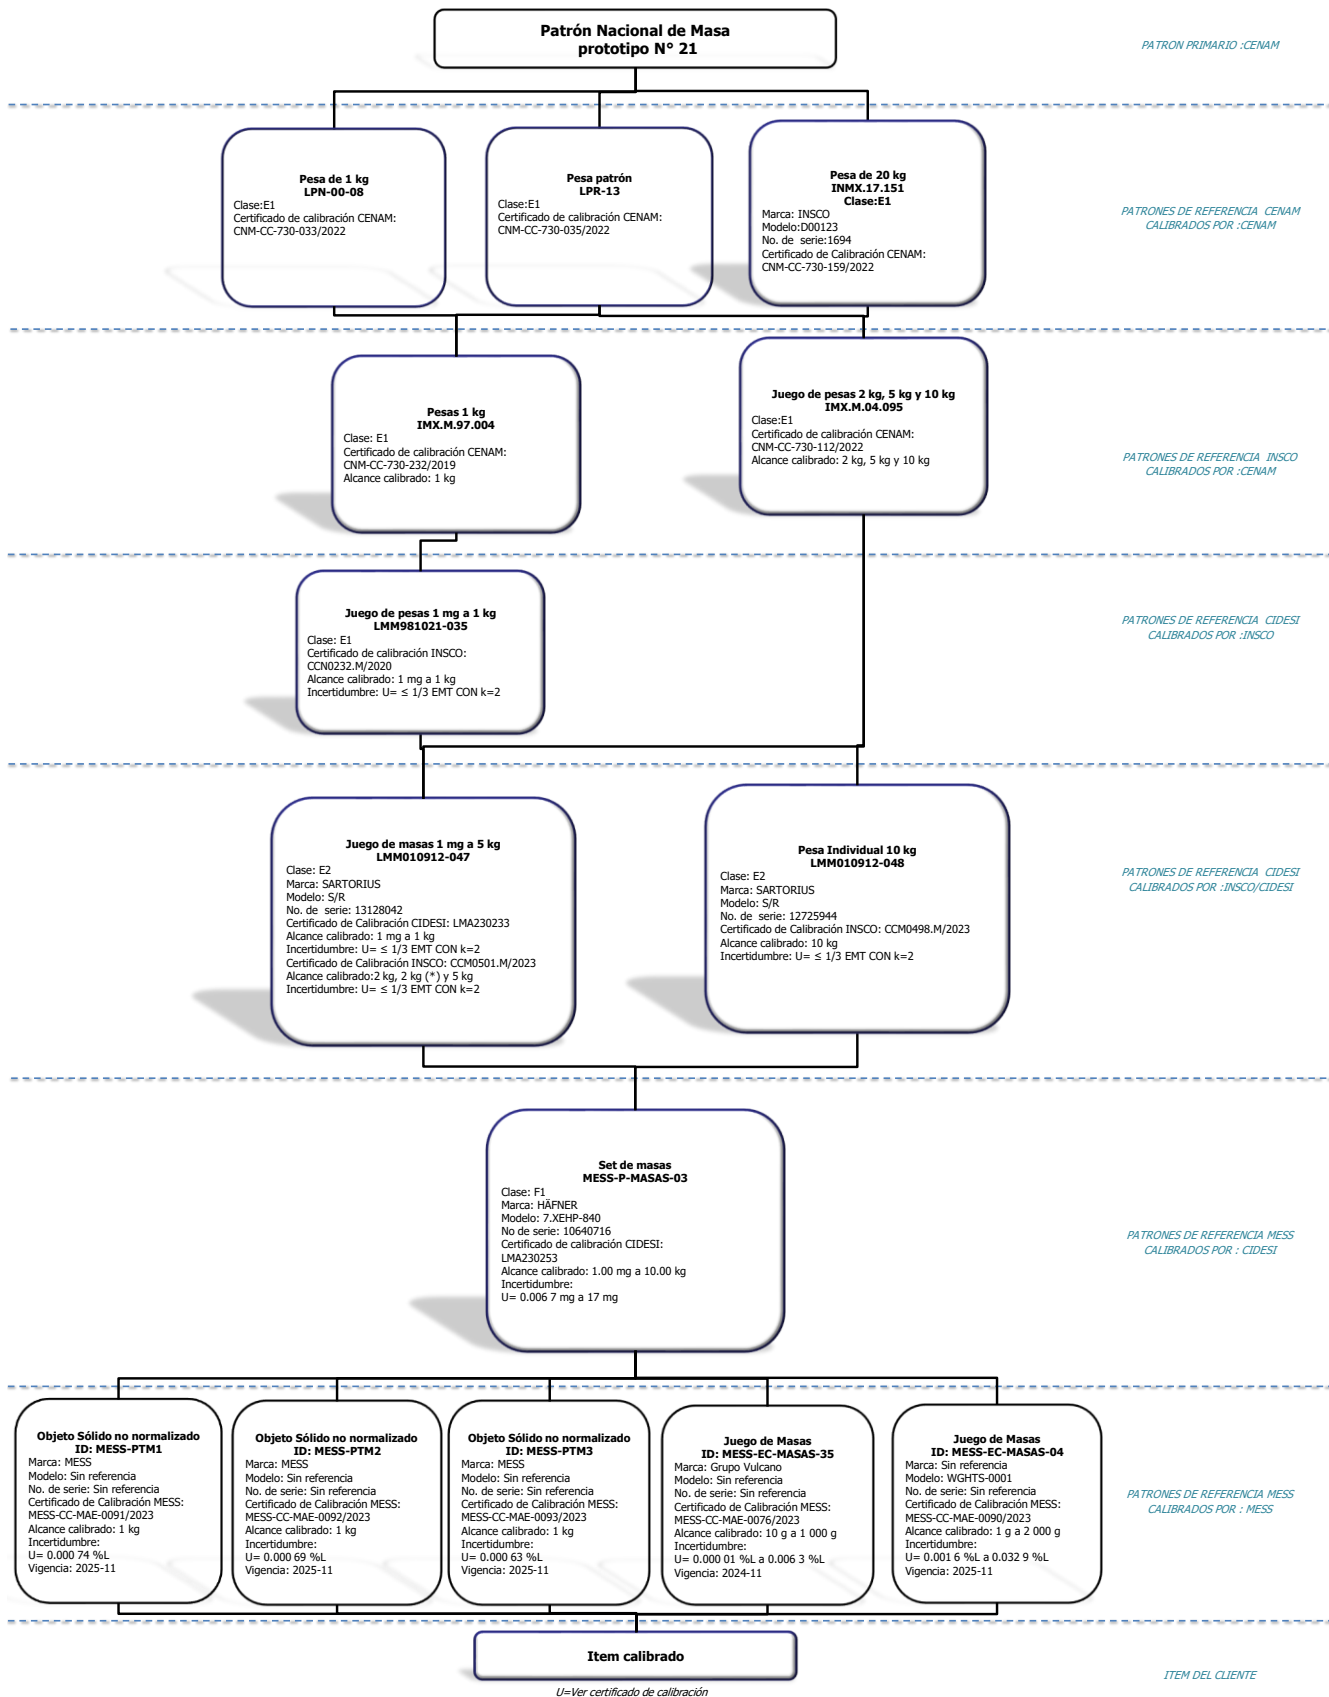 Patrón Nacional de Masa
prototipo N° 21
PATRON PRIMARIO :CENAM
Pesa de 1 kg
LPN-00-08
Clase:E1
Certificado de calibración CENAM:
CNM-CC-730-033/2022
Pesa patrón
LPR-13
Clase:E1
Certificado de calibración CENAM:
CNM-CC-730-035/2022
Pesa de 20 kg
INMX.17.151
Clase:E1
Marca: INSCO
Modelo:D00123
No. de serie:1694
Certificado de Calibración CENAM:
CNM-CC-730-159/2022
PATRONES DE REFERENCIA CENAM
CALIBRADOS POR :CENAM
Pesas 1 kg
IMX.M.97.004
Clase: E1
Certificado de calibración CENAM:
CNM-CC-730-232/2019
Alcance calibrado: 1 kg
Juego de pesas 2 kg, 5 kg y 10 kg
IMX.M.04.095
Clase:E1
Certificado de calibración CENAM:
CNM-CC-730-112/2022
Alcance calibrado: 2 kg, 5 kg y 10 kg
PATRONES DE REFERENCIA INSCO
CALIBRADOS POR :CENAM
Juego de pesas 1 mg a 1 kg
LMM981021-035
Clase: E1
Certificado de calibración INSCO:
CCN0232.M/2020
Alcance calibrado: 1 mg a 1 kg
Incertidumbre: U= ≤ 1/3 EMT CON k=2
PATRONES DE REFERENCIA CIDESI
CALIBRADOS POR :INSCO
Juego de masas 1 mg a 5 kg
LMM010912-047
Clase: E2
Marca: SARTORIUS
Modelo: S/R
No. de serie: 13128042
Certificado de Calibración CIDESI: LMA230233
Alcance calibrado: 1 mg a 1 kg
Incertidumbre: U= ≤ 1/3 EMT CON k=2
Certificado de Calibración INSCO: CCM0501.M/2023
Alcance calibrado:2 kg, 2 kg (*) y 5 kg
Incertidumbre: U= ≤ 1/3 EMT CON k=2
Pesa Individual 10 kg
LMM010912-048
Clase: E2
Marca: SARTORIUS
Modelo: S/R
No. de serie: 12725944
Certificado de Calibración INSCO: CCM0498.M/2023
Alcance calibrado: 10 kg
Incertidumbre: U= ≤ 1/3 EMT CON k=2
PATRONES DE REFERENCIA CIDESI
CALIBRADOS POR :INSCO/CIDESI
Set de masas
MESS-P-MASAS-03
Clase: F1
Marca: HÄFNER
Modelo: 7.XEHP-840
No de serie: 10640716
Certificado de calibración CIDESI:
LMA230253
Alcance calibrado: 1.00 mg a 10.00 kg
Incertidumbre:
U= 0.006 7 mg a 17 mg
PATRONES DE REFERENCIA MESS
CALIBRADOS POR : CIDESI
Objeto Sólido no normalizado
ID: MESS-PTM1
Marca: MESS
Modelo: Sin referencia
No. de serie: Sin referencia
Certificado de Calibración MESS:
MESS-CC-MAE-0091/2023
Alcance calibrado: 1 kg
Incertidumbre:
U= 0.000 74 %L
Vigencia: 2025-11
Objeto Sólido no normalizado
ID: MESS-PTM2
Marca: MESS
Modelo: Sin referencia
No. de serie: Sin referencia
Certificado de Calibración MESS:
MESS-CC-MAE-0092/2023
Alcance calibrado: 1 kg
Incertidumbre:
U= 0.000 69 %L
Vigencia: 2025-11
Objeto Sólido no normalizado
ID: MESS-PTM3
Marca: MESS
Modelo: Sin referencia
No. de serie: Sin referencia
Certificado de Calibración MESS:
MESS-CC-MAE-0093/2023
Alcance calibrado: 1 kg
Incertidumbre:
U= 0.000 63 %L
Vigencia: 2025-11
Juego de Masas
ID: MESS-EC-MASAS-35
Marca: Grupo Vulcano
Modelo: Sin referencia
No. de serie: Sin referencia
Certificado de Calibración MESS:
MESS-CC-MAE-0076/2023
Alcance calibrado: 10 g a 1 000 g
Incertidumbre:
U= 0.000 01 %L a 0.006 3 %L
Vigencia: 2024-11
Juego de Masas
ID: MESS-EC-MASAS-04
Marca: Sin referencia
Modelo: WGHTS-0001
No. de serie: Sin referencia
Certificado de Calibración MESS:
MESS-CC-MAE-0090/2023
Alcance calibrado: 1 g a 2 000 g
Incertidumbre:
U= 0.001 6 %L a 0.032 9 %L
Vigencia: 2025-11
PATRONES DE REFERENCIA MESS
CALIBRADOS POR : MESS
Item calibrado
ITEM DEL CLIENTE
U=Ver certificado de calibración